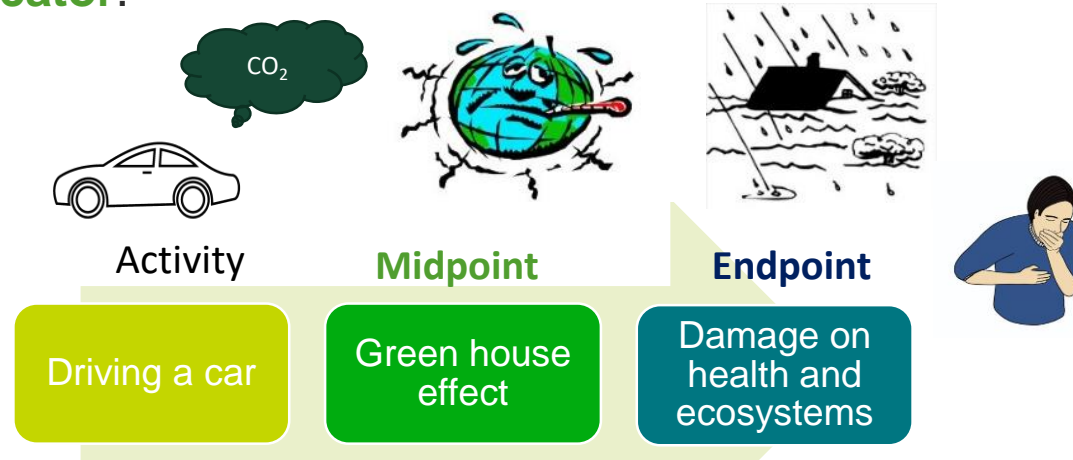 CO₂
Activity
Midpoint
Endpoint
Driving a car
Green house
effect
Damage on
health and
ecosystems